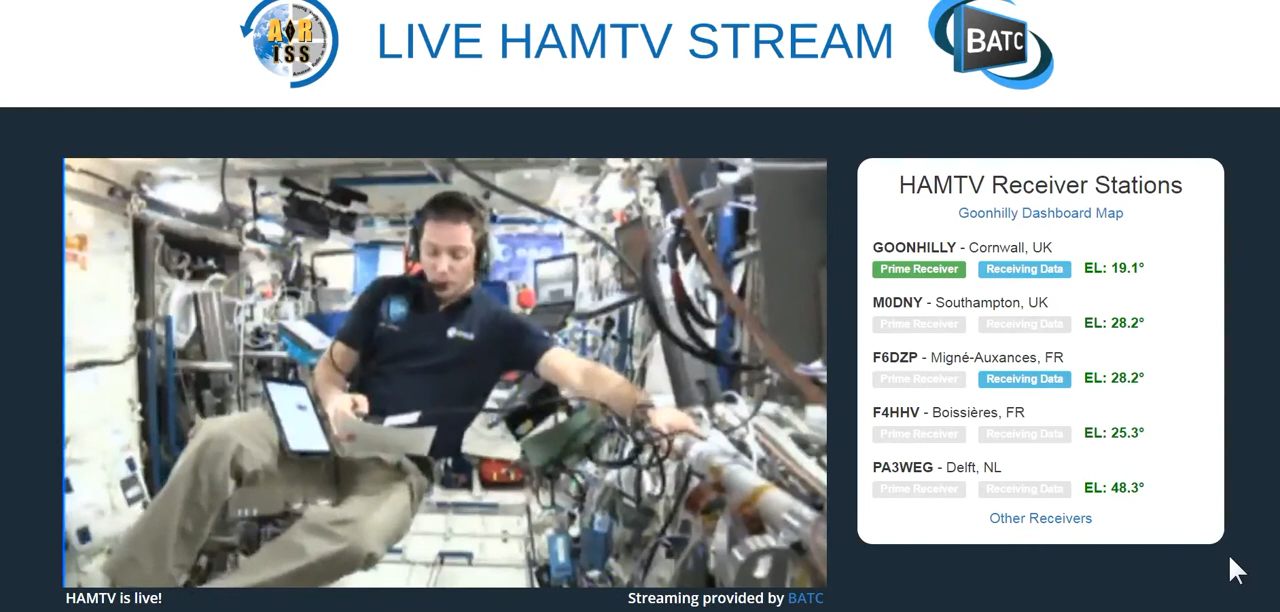 AR
ISS
LIVE HAMTV STREAM
BATC
HAMTV Receiver Stations
Goonhilly Dashboard Map
GOONHILLY - Cornwall, UK
Prime Receiver Receiving Data EL: 19.1°
M0DNY - Southampton, UK
Prime Receiver Receiving Data EL: 28.2°
F6DZP - Migné-Auxances, FR
Prime Receiver Receiving Data EL: 28.2°
F4HHV - Boissières, FR
Prime Receiver Receiving Data EL: 25.3°
PA3WEG - Delft, NL
Prime Receiver Receiving Data EL: 48.3°
Other Receivers
HAMTV is live!
Streaming provided by BATC